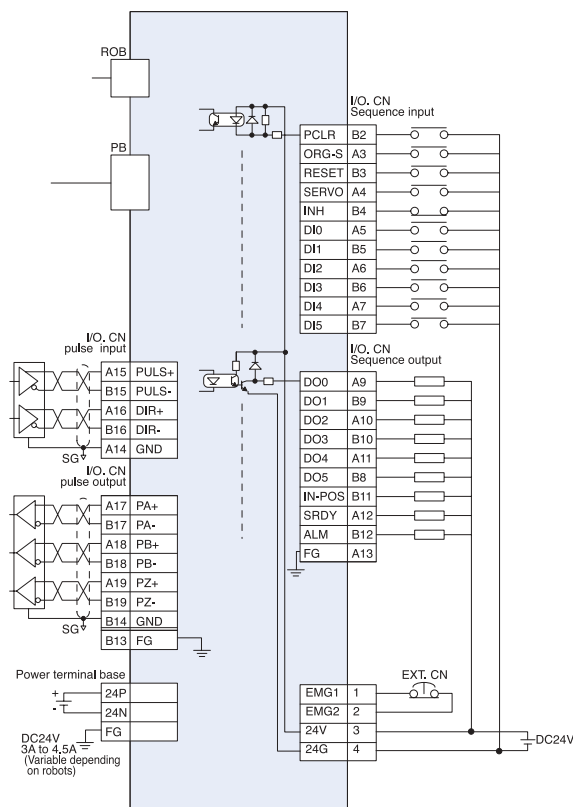 ROB
PB
I/O. CN
Sequence input
PCLR B2
ORG-S A3
RESET B3
SERVO A4
INH B4
DI0 A5
DI1 B5
DI2 A6
DI3 B6
DI4 A7
DI5 B7
I/O. CN
pulse input
A15 PULS+
B15 PULS-
A16 DIR+
B16 DIR-
A14 GND
SG
I/O. CN
Sequence output
DO0 A9
DO1 B9
DO2 A10
DO3 B10
DO4 A11
DO5 B8
IN-POS B11
SRDY A12
ALM B12
FG A13
I/O. CN
pulse output
A17 PA+
B17 PA-
A18 PB+
B18 PB-
A19 PZ+
B19 PZ-
B14 GND
B13 FG
SG
Power terminal base
+ 24P
- 24N
FG
DC24V
3A to 4.5A
(Variable depending
on robots)
EXT. CN
EMG1 1
EMG2 2
24V 3
24G 4
DC24V